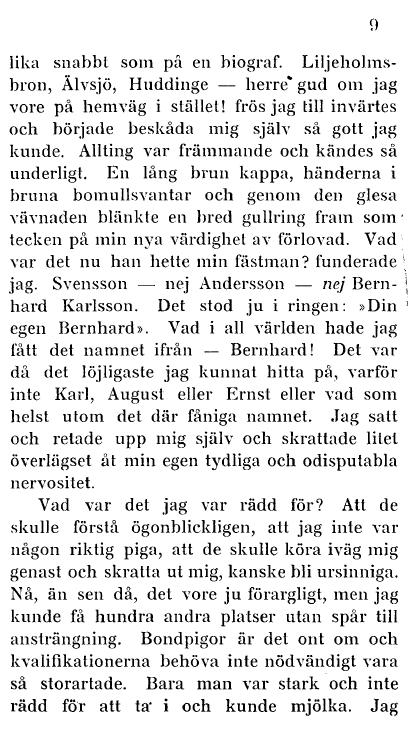 9
lika snabbt som på en biograf. Liljeholms-
bron, Älvsjö, Huddinge — herre gud om jag
vore på hemväg i stället! frös jag till invärtes
och började beskåda mig själv så gott jag
kunde. Allting var främmande och kändes så
underligt. En lång brun kappa, händerna i
bruna bomullsvantar och genom den glesa
vävnaden blänkte en bred gullring fram som
tecken på min nya värdighet av förlovad. Vad
var det nu han hette min fästman? funderade
jag. Svensson — nej Andersson — nej Bern-
hard Karlsson. Det stod ju i ringen: »Din
egen Bernhard». Vad i all världen hade jag
fått det namnet ifrån — Bernhard! Det var
då det löjligaste jag kunnat hitta på, varför
inte Karl, August eller Ernst eller vad som
helst utom det där fåniga namnet. Jag satt
och retade upp mig själv och skrattade litet
överlägset åt min egen tydliga och odisputabla
nervositet.
Vad var det jag var rädd för? Att de
skulle förstå ögonblickligen, att jag inte var
någon riktig piga, att de skulle köra iväg mig
genast och skratta ut mig, kanske bli ursinniga.
Nå, än sen då, det vore ju förargligt, men jag
kunde få hundra andra platser utan spår till
ansträngning. Bondpigor är det ont om och
kvalifikationerna behöva inte nödvändigt vara
så storartade. Bara man var stark och inte
rädd för att ta' i och kunde mjölka. Jag